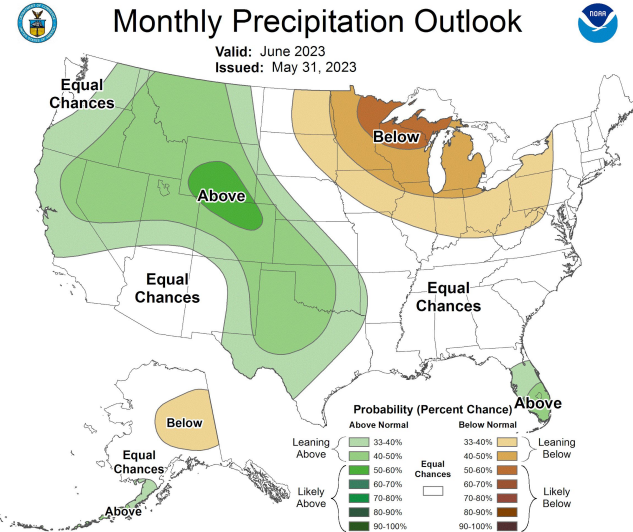 Monthly Precipitation Outlook
NOAA
Valid: June 2023
Issued: May 31, 2023
Equal
Chances
Below
Above
Equal
Chances
Equal
Chances
Above
Below
Equal
Chances
Above
Probability (Percent Chance)
Above Normal
Below Normal
Leaning
Above
33-40%
40-50%
Likely
Above
50-60%
60-70%
70-80%
80-90%
90-100%
Equal
Chances
33-40%
40-50%
Leaning
Below
50-60%
60-70%
70-80%
80-90%
90-100%
Likely
Below